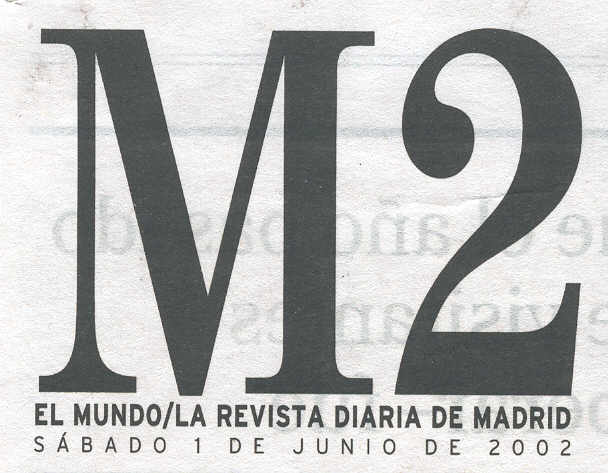 M2
EL MUNDO/LA REVISTA DIARIA DE MADRID
SÁBADO 1 DE JUNIO DE 2002